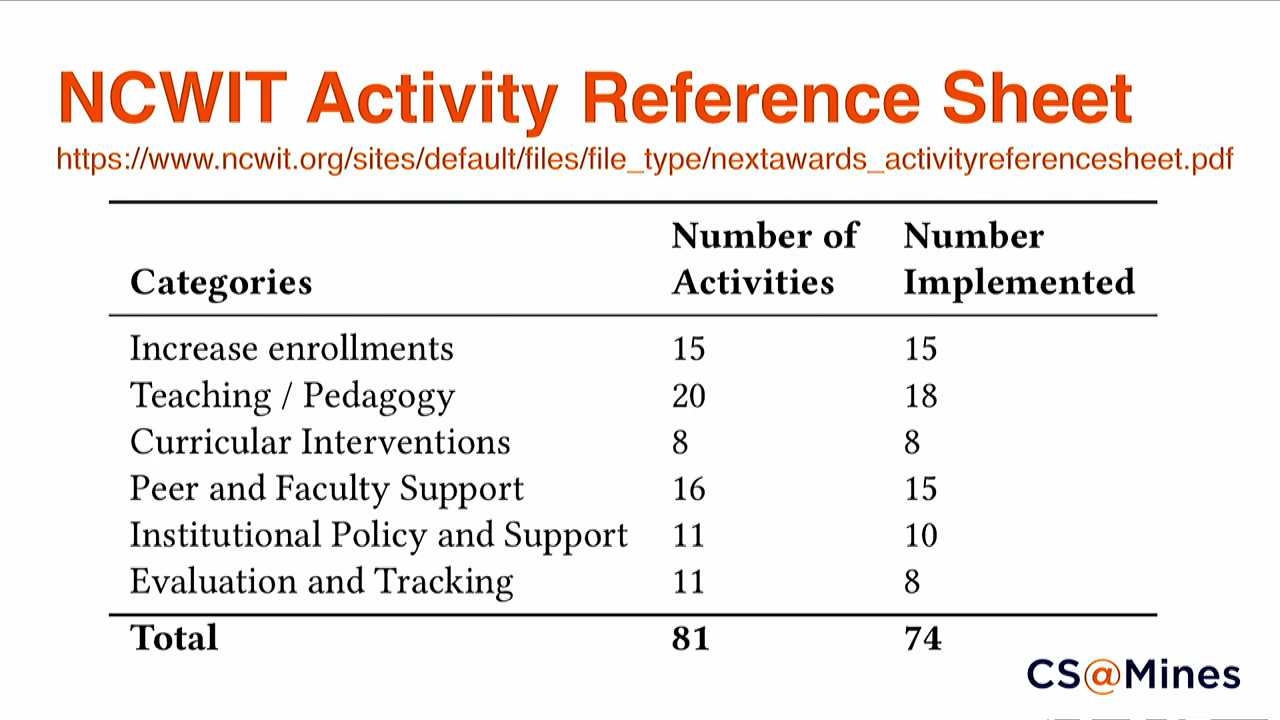 NCWIT Activity Reference Sheet
https://www.ncwit.org/sites/default/files/file_type/nextawards_activityreferencesheet.pdf
Categories Number of Activities Number Implemented
Increase enrollments 15 15
Teaching / Pedagogy 20 18
Curricular Interventions 8 8
Peer and Faculty Support 16 15
Institutional Policy and Support 11 10
Evaluation and Tracking 11 8
Total 81 74
CS@Mines